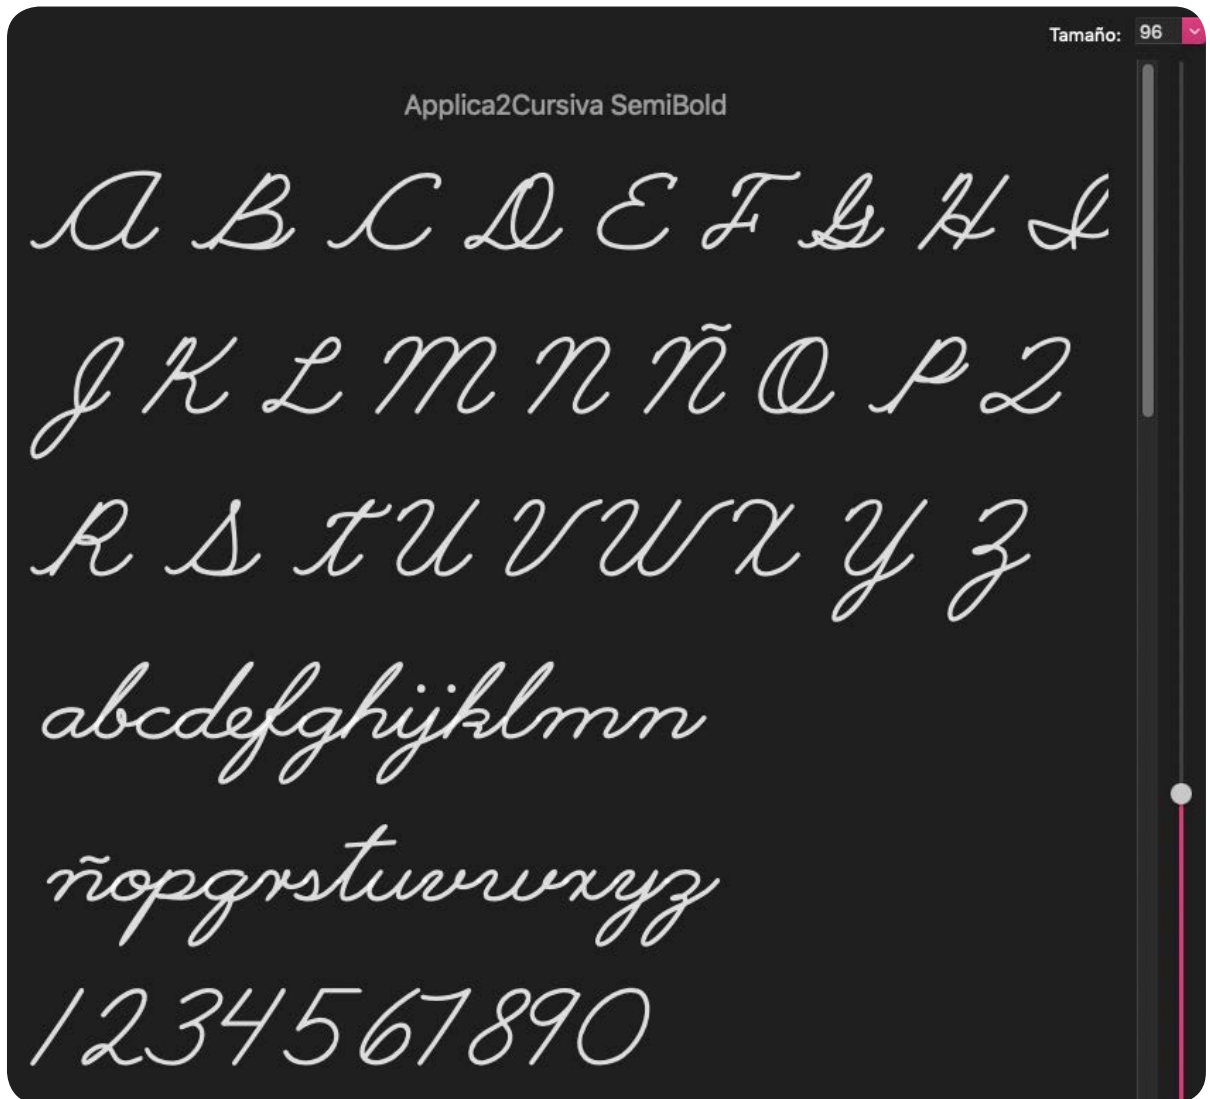 Tamaño: 96
Applica2Cursiva SemiBold
A B C D E F G H I
J K L M N Ñ O P Q
R S T U V W X Y Z
abcdefghijklmn
ñopqrstuvwxyz
1234567890